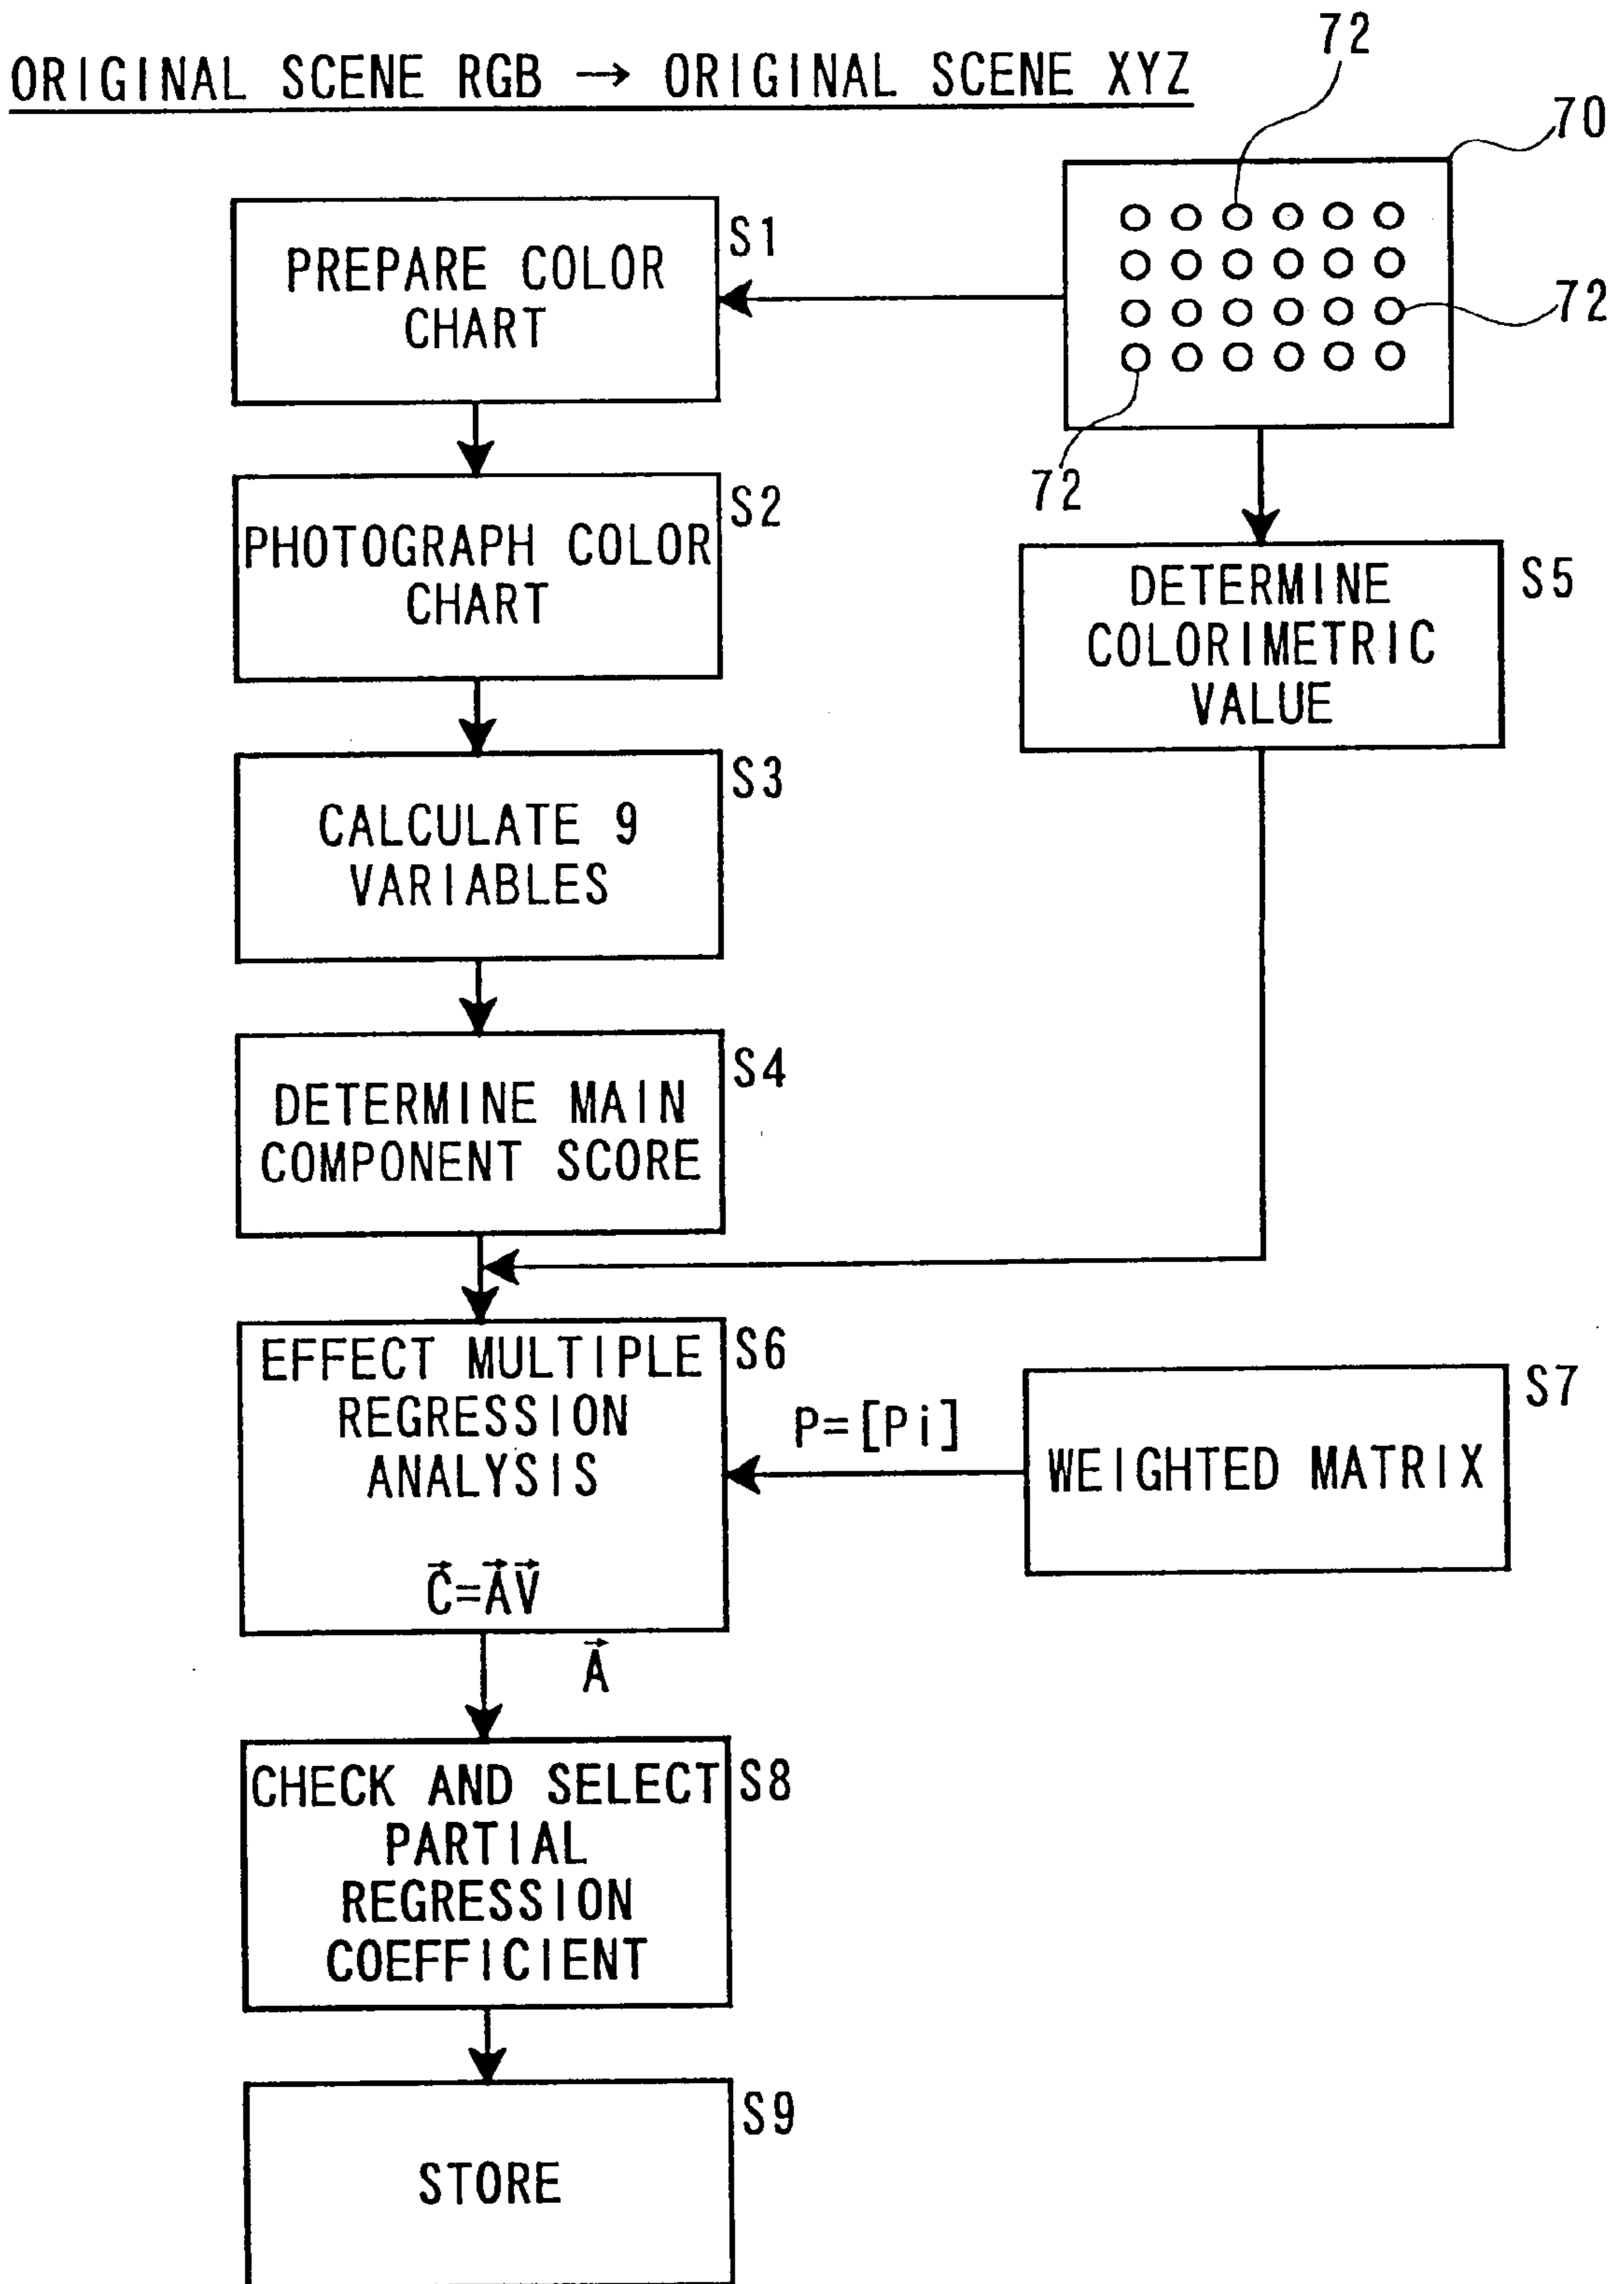 ORIGINAL SCENE RGB → ORIGINAL SCENE XYZ
72
70
72
72
PREPARE COLOR
CHART
S1
PHOTOGRAPH COLOR
CHART
S2
CALCULATE 9
VARIABLES
S3
DETERMINE MAIN
COMPONENT SCORE
S4
DETERMINE
COLORIMETRIC
VALUE
S5
EFFECT MULTIPLE
REGRESSION
ANALYSIS
C⃗=A⃗V⃗
S6
P=[Pi]
WEIGHTED MATRIX
S7
A⃗
CHECK AND SELECT
PARTIAL
REGRESSION
COEFFICIENT
S8
STORE
S9